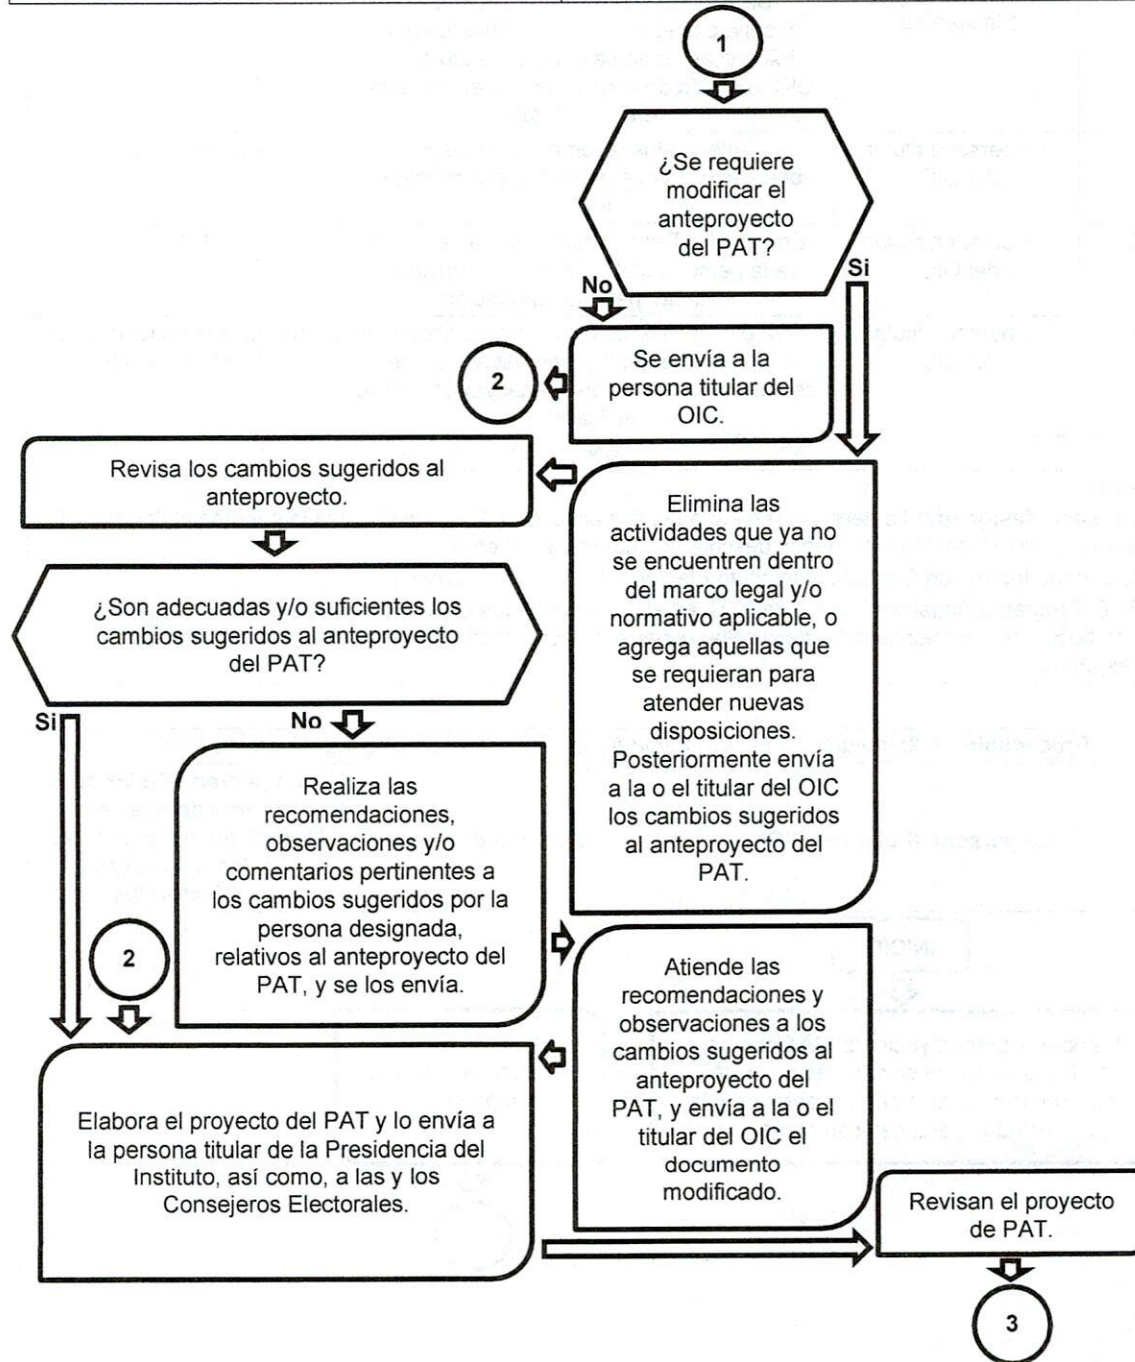 1
¿Se requiere
modificar el
anteproyecto
del PAT?
No
Si
Se envía a la
persona titular del
OIC.
2
Revisa los cambios sugeridos al
anteproyecto.
Elimina las
actividades que ya no
se encuentren dentro
del marco legal y/o
normativo aplicable, o
agrega aquellas que
se requieran para
atender nuevas
disposiciones.
Posteriormente envía
a la o el titular del OIC
los cambios sugeridos
al anteproyecto del
PAT.
¿Son adecuadas y/o suficientes los
cambios sugeridos al anteproyecto
del PAT?
Si
No
Realiza las
recomendaciones,
observaciones y/o
comentarios pertinentes a
los cambios sugeridos por la
persona designada,
relativos al anteproyecto del
PAT, y se los envía.
2
Atiende las
recomendaciones y
observaciones a los
cambios sugeridos al
anteproyecto del
PAT, y envía a la o el
titular del OIC el
documento
modificado.
Elabora el proyecto del PAT y lo envía a
la persona titular de la Presidencia del
Instituto, así como, a las y los
Consejeros Electorales.
Revisan el proyecto
de PAT.
3